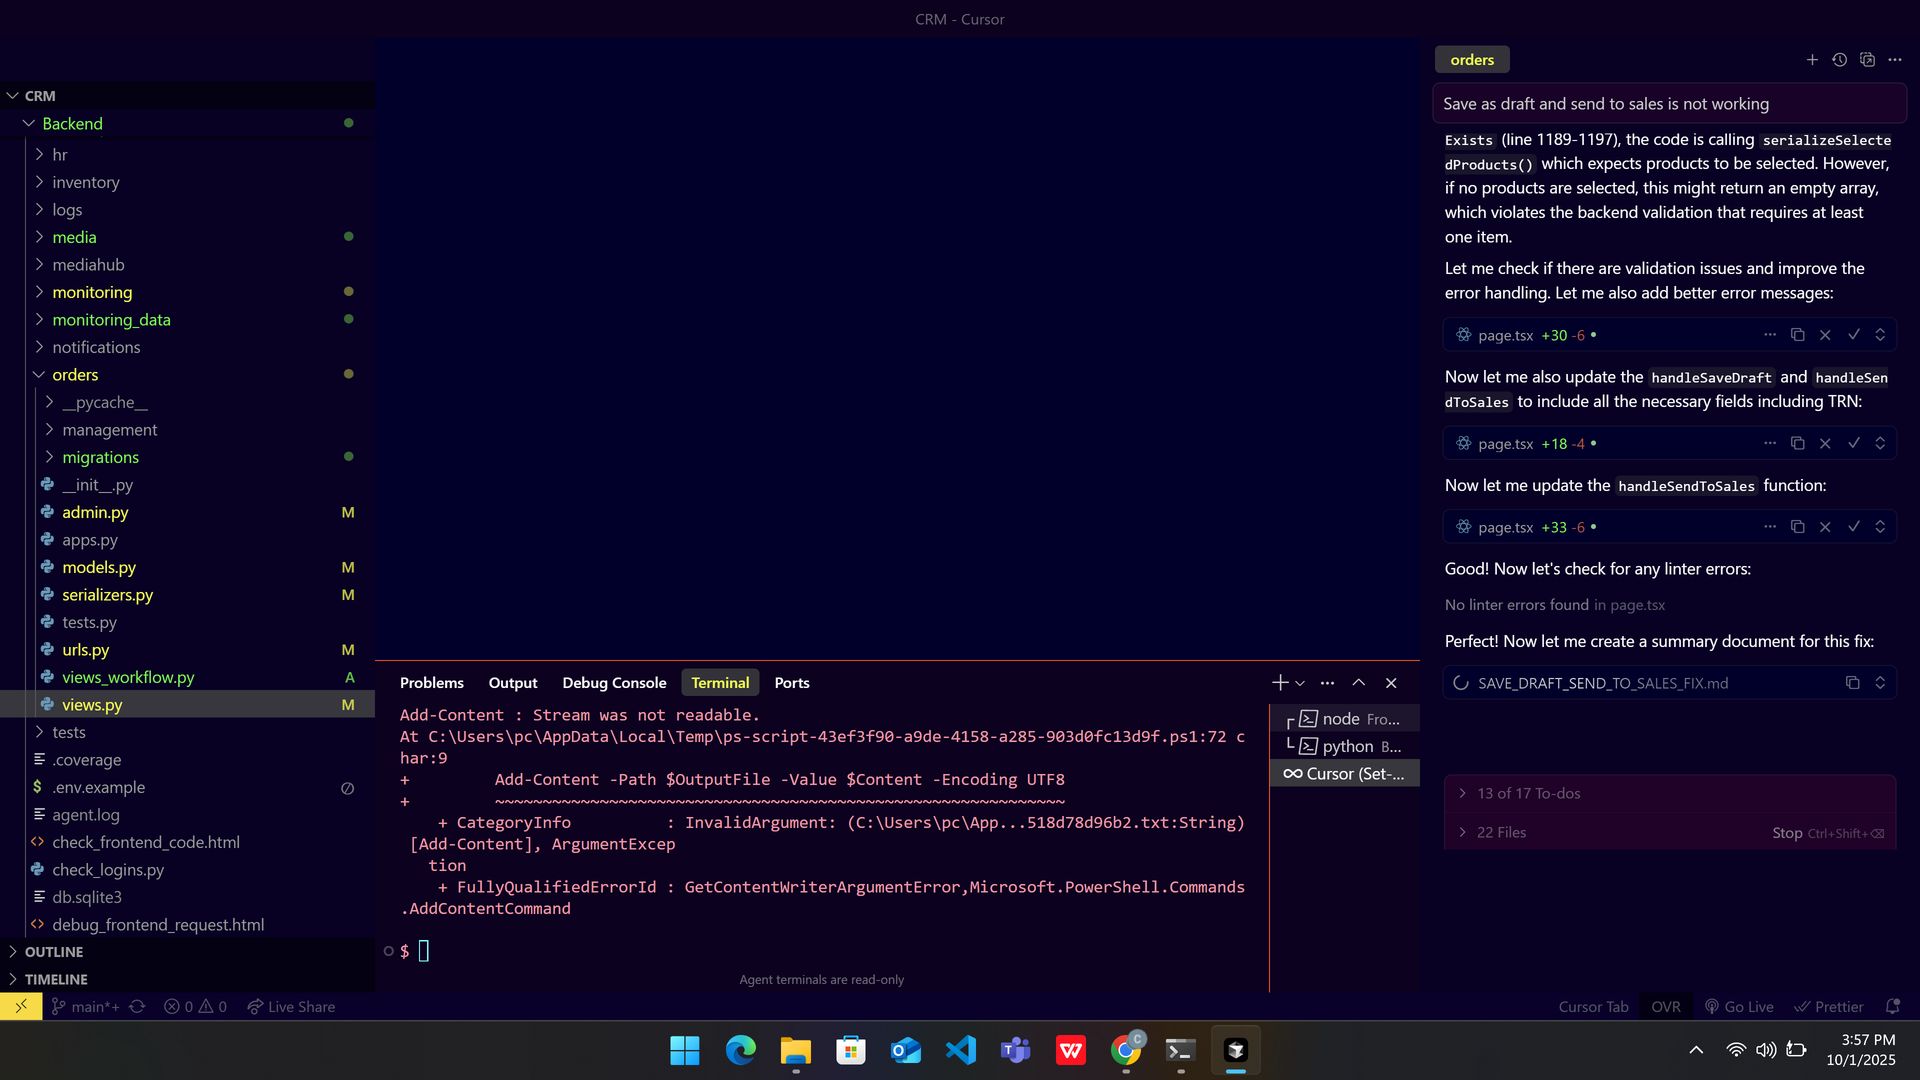 CRM - Cursor
CRM
Backend
hr
inventory
logs
media
mediahub
monitoring
monitoring_data
notifications
orders
__pycache__
management
migrations
__init__.py
admin.py M
apps.py
models.py M
serializers.py M
tests.py
urls.py M
views_workflow.py A
views.py M
tests
.coverage
$ .env.example
agent.log
check_frontend_code.html
check_logins.py
db.sqlite3
debug_frontend_request.html
OUTLINE
TIMELINE
Problems Output Debug Console Terminal Ports
Add-Content : Stream was not readable.
At C:\Users\pc\AppData\Local\Temp\ps-script-43ef3f90-a9de-4158-a285-903d0fc13d9f.ps1:72 c
har:9
+         Add-Content -Path $OutputFile -Value $Content -Encoding UTF8
+         ~~~~~~~~~~~~~~~~~~~~~~~~~~~~~~~~~~~~~~~~~~~~~~~~~~~~~~~~~~~~
    + CategoryInfo          : InvalidArgument: (C:\Users\pc\App...518d78d96b2.txt:String)
 [Add-Content], ArgumentExcep
   tion
    + FullyQualifiedErrorId : GetContentWriterArgumentError,Microsoft.PowerShell.Commands
.AddContentCommand
$
Agent terminals are read-only
node Fro...
python B...
Cursor (Set-...
orders
Save as draft and send to sales is not working
Exists (line 1189-1197), the code is calling serializeSelecte
dProducts() which expects products to be selected. However,
if no products are selected, this might return an empty array,
which violates the backend validation that requires at least
one item.
Let me check if there are validation issues and improve the
error handling. Let me also add better error messages:
page.tsx +30 -6
Now let me also update the handleSaveDraft and handleSen
dToSales to include all the necessary fields including TRN:
page.tsx +18 -4
Now let me update the handleSendToSales function:
page.tsx +33 -6
Good! Now let's check for any linter errors:
No linter errors found in page.tsx
Perfect! Now let me create a summary document for this fix:
SAVE_DRAFT_SEND_TO_SALES_FIX.md
13 of 17 To-dos
22 Files Stop Ctrl+Shift+⌫
main*+ 0 0 Live Share
Cursor Tab OVR Go Live Prettier
3:57 PM
10/1/2025